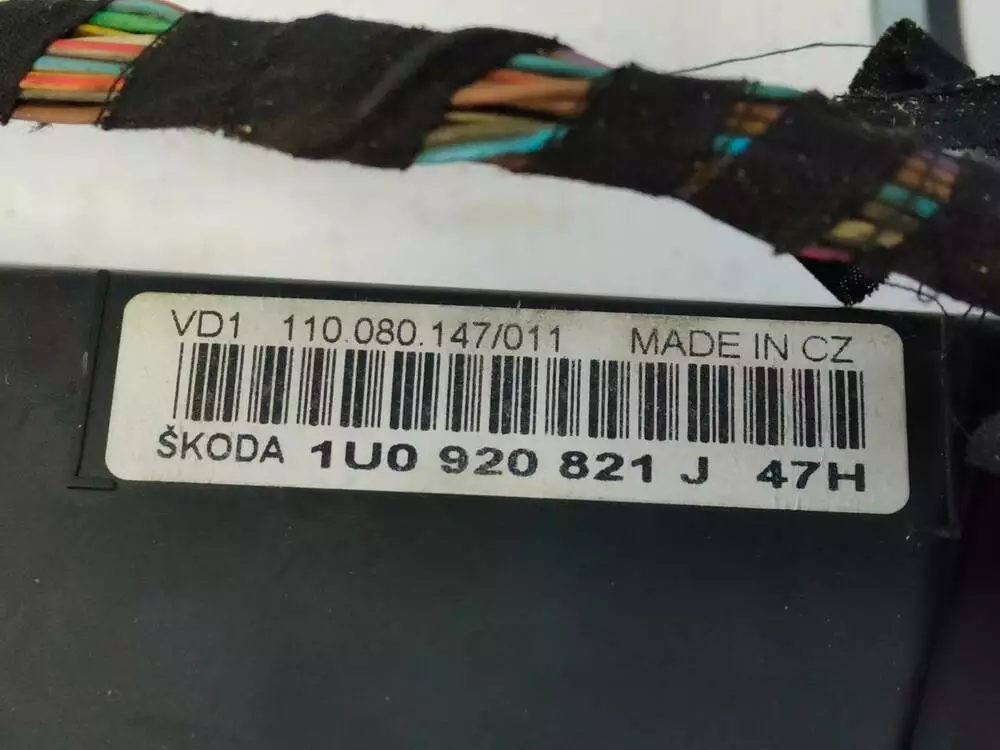 VD1 110.080.147/011 MADE IN CZ
ŠKODA 1U0 920 821 J 47H